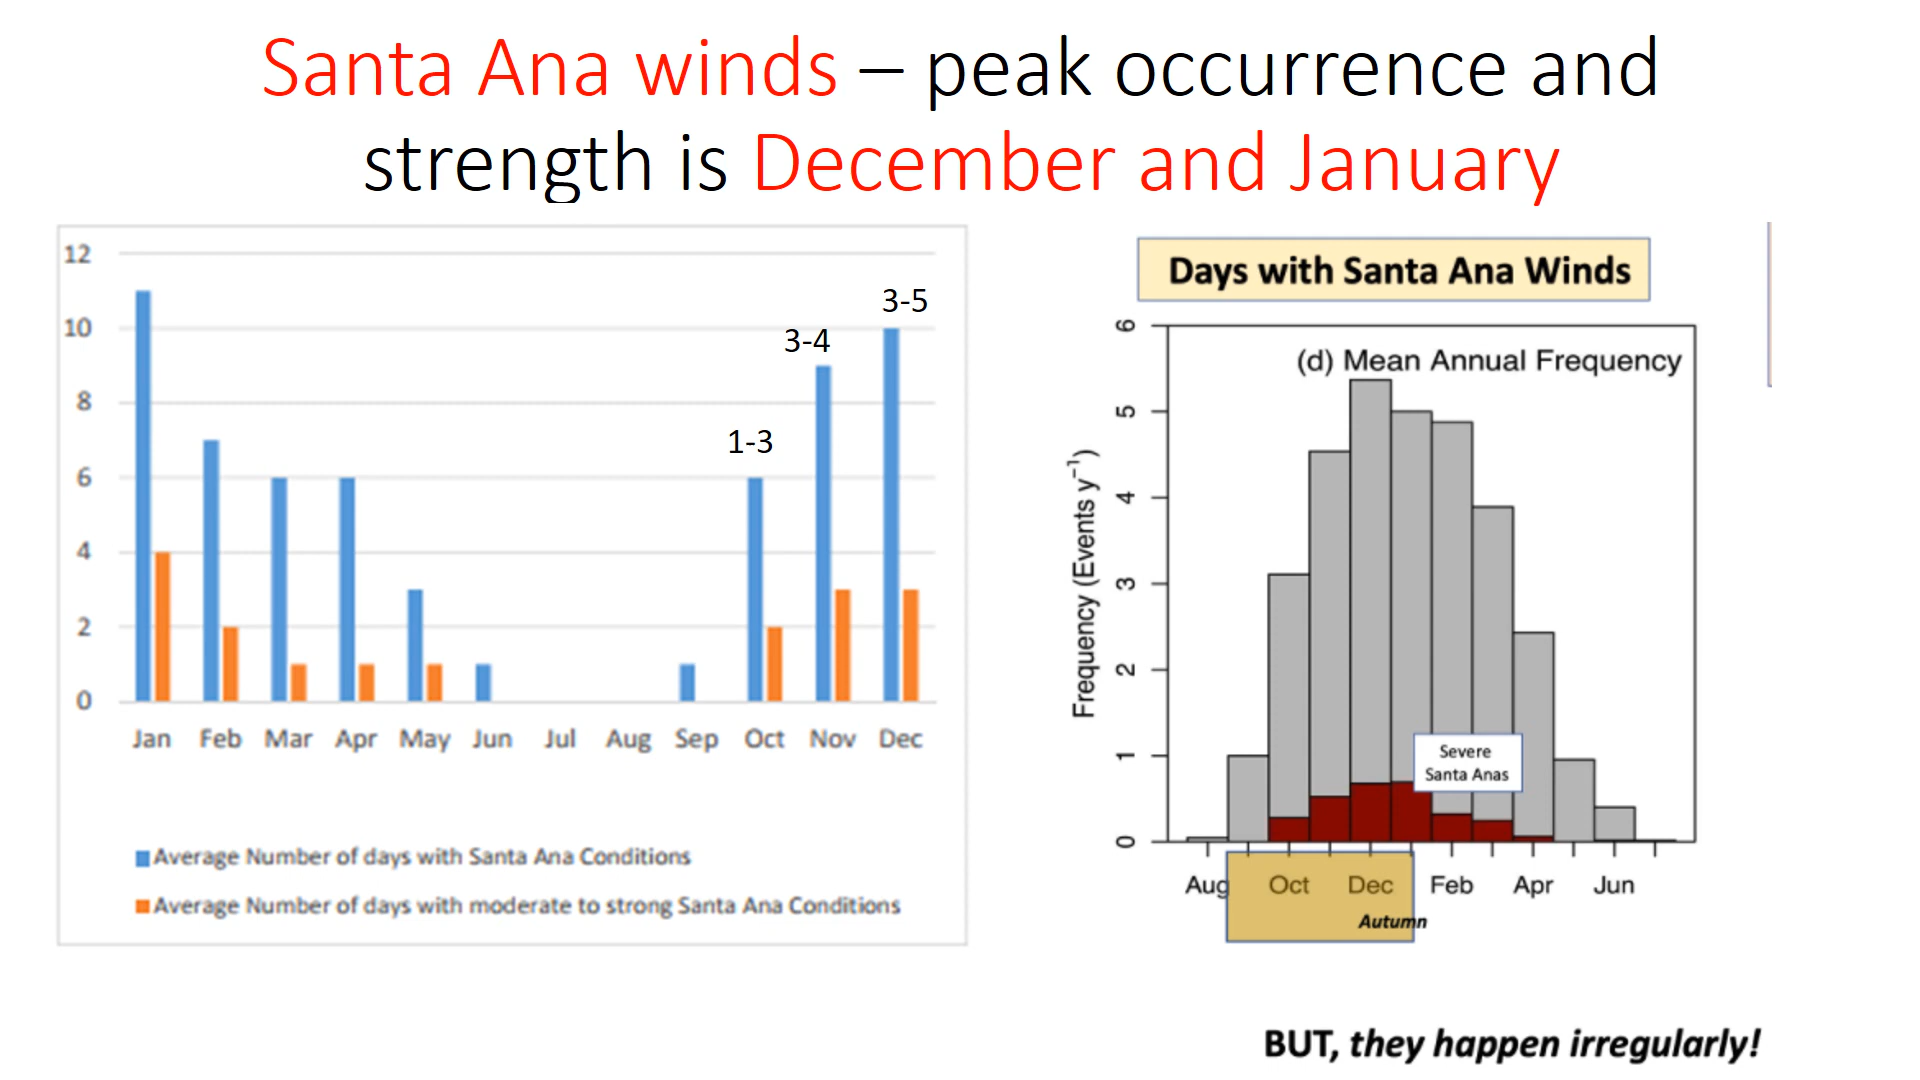 Santa Ana winds – peak occurrence and
strength is December and January
12
10
8
6
4
2
0
1-3
3-4
3-5
Jan Feb Mar Apr May Jun Jul Aug Sep Oct Nov Dec
Average Number of days with Santa Ana Conditions
Average Number of days with moderate to strong Santa Ana Conditions
Days with Santa Ana Winds
(d) Mean Annual Frequency
Frequency (Events y⁻¹)
6
5
4
3
2
1
0
Severe
Santa Anas
Aug Oct Dec Feb Apr Jun
Autumn
BUT, they happen irregularly!